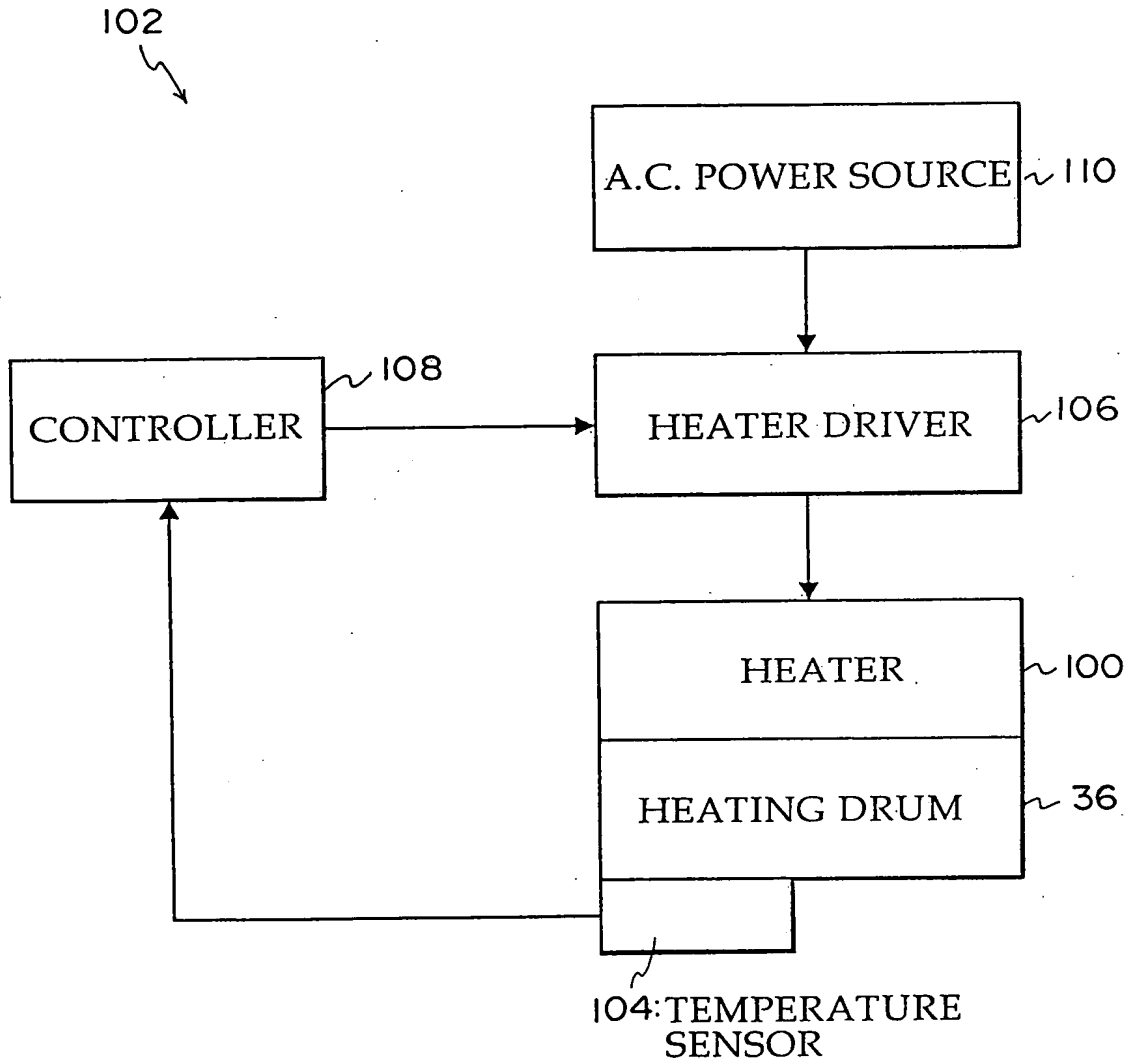 102
A.C. POWER SOURCE
110
CONTROLLER
108
HEATER DRIVER
106
HEATER
100
HEATING DRUM
36
104: TEMPERATURE
SENSOR